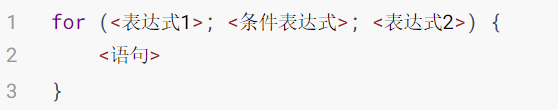 1 for (<表达式1>; <条件表达式>; <表达式2>) {
2     <语句>
3 }